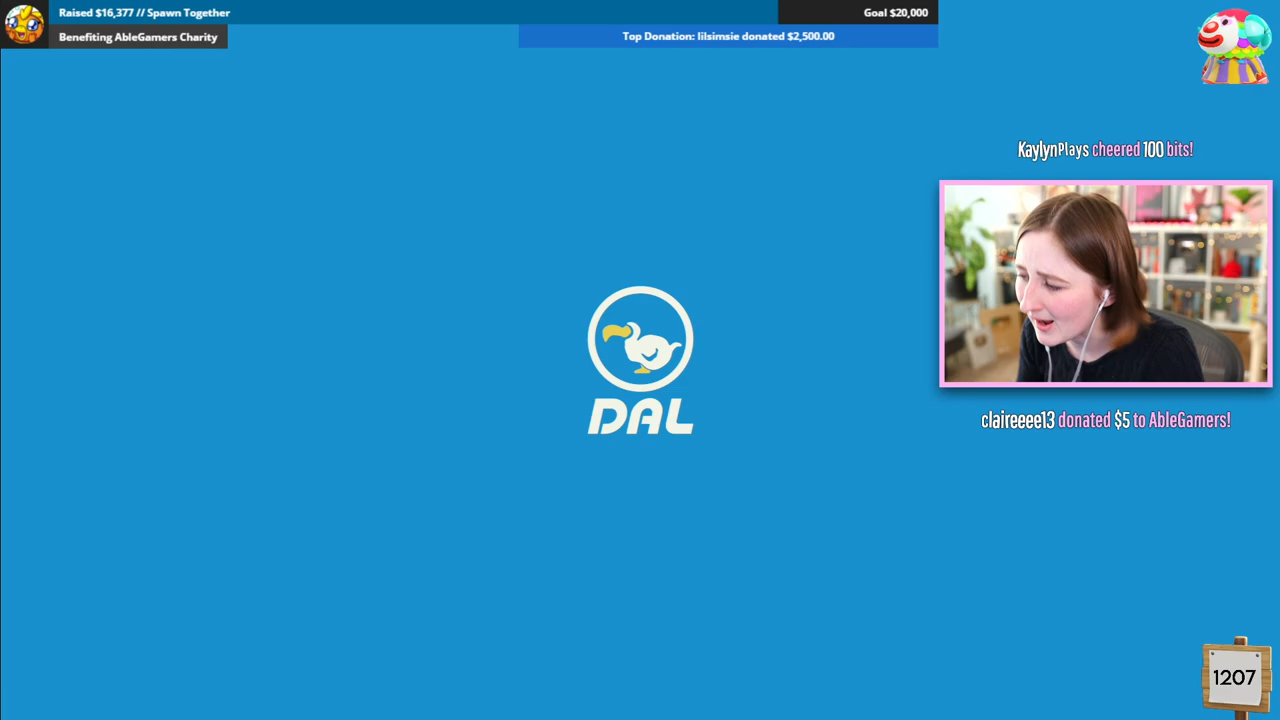 Raised $16,377 // Spawn Together
Goal $20,000
Benefiting AbleGamers Charity
Top Donation: lilsimsie donated $2,500.00
KaylynPlays cheered 100 bits!
DAL
claireeee13 donated $5 to AbleGamers!
1207